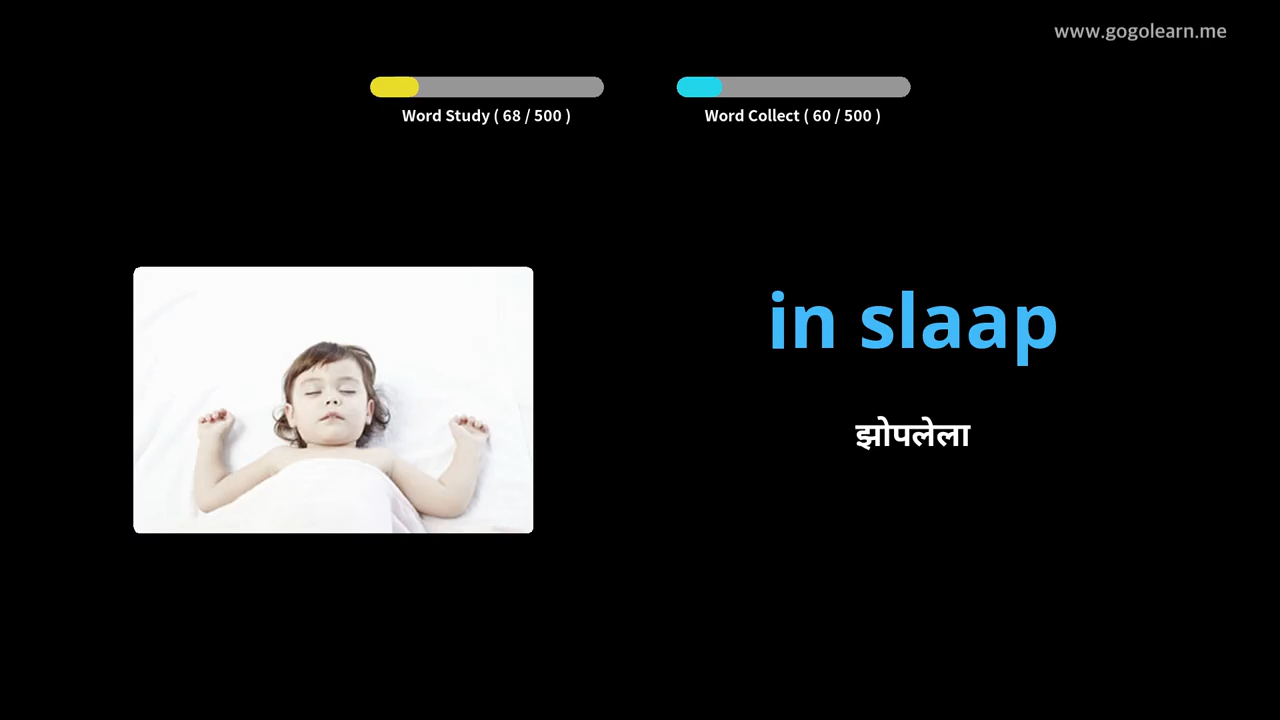 www.gogolearn.me
Word Study ( 68 / 500 )
Word Collect ( 60 / 500 )
in slaap
झोपलेला